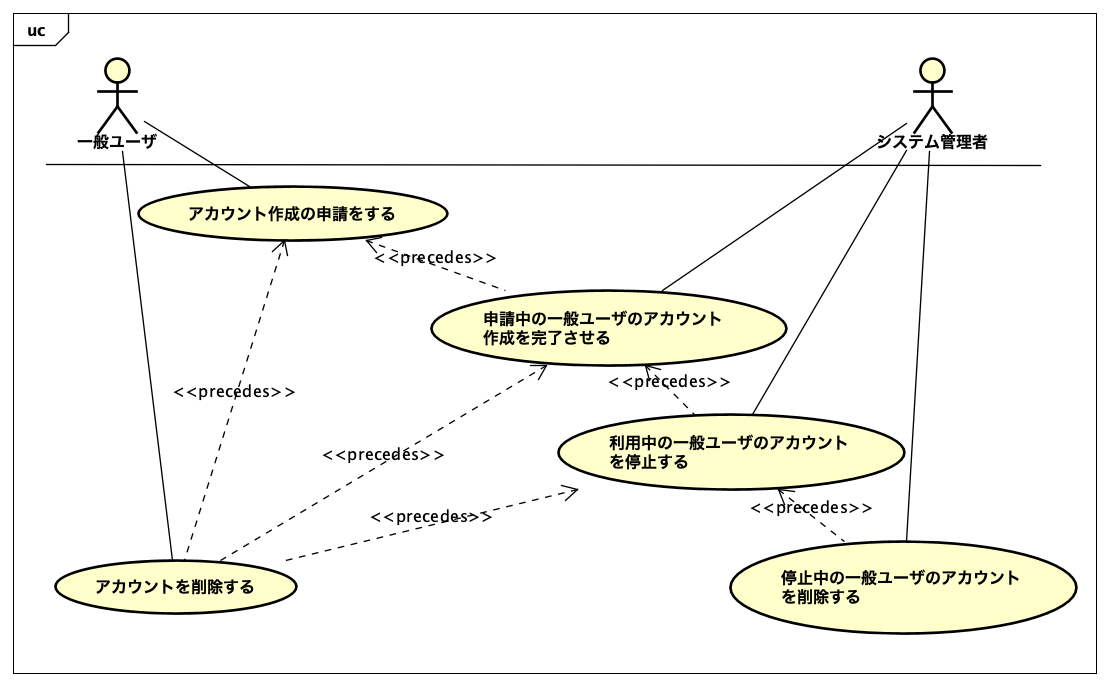 uc
一般ユーザ
システム管理者
アカウント作成の申請をする
<<precedes>>
申請中の一般ユーザのアカウント
作成を完了させる
<<precedes>>
<<precedes>>
利用中の一般ユーザのアカウント
を停止する
<<precedes>>
<<precedes>>
<<precedes>>
アカウントを削除する
停止中の一般ユーザのアカウント
を削除する